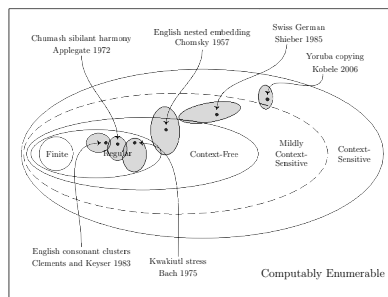 Swiss German
Shieber 1985
English nested embedding
Chomsky 1957
Chumash sibilant harmony
Applegate 1972
Yoruba copying
Kobele 2006
Finite
Regular
Context-Free
Mildly
Context-
Sensitive
Context-
Sensitive
English consonant clusters
Clements and Keyser 1983
Kwakiutl stress
Bach 1975
Computably Enumerable